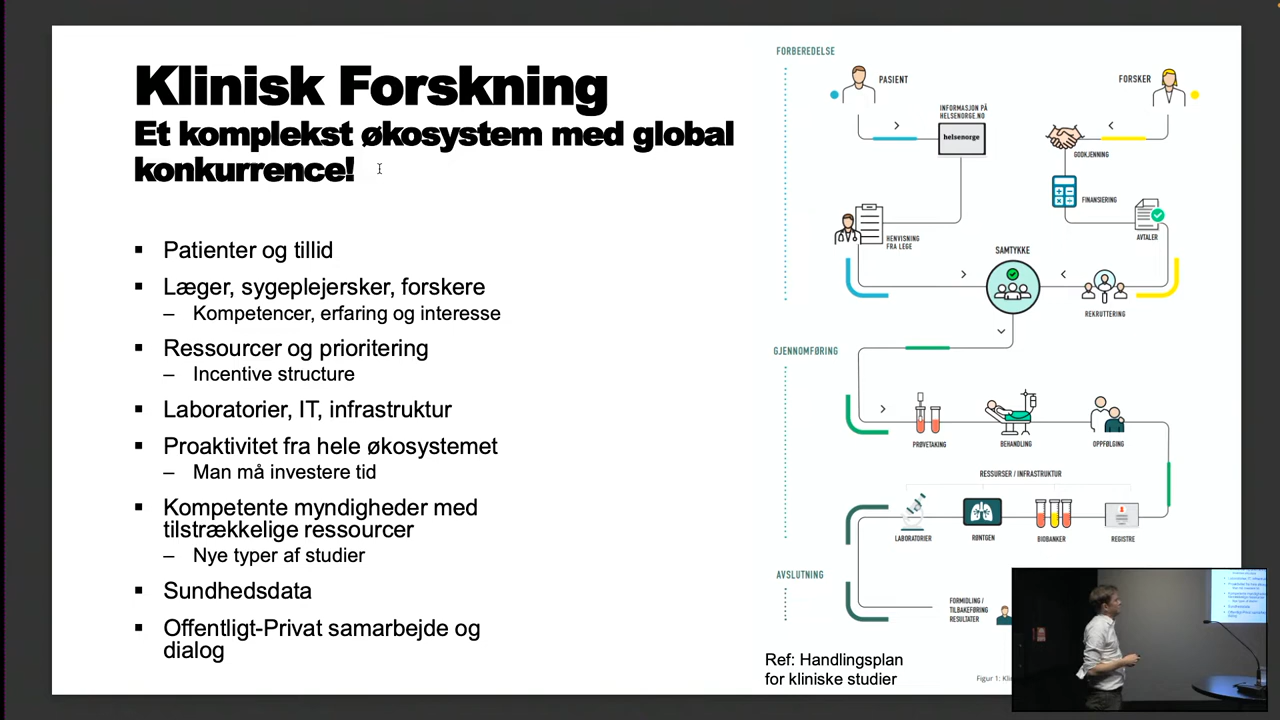 Klinisk Forskning
Et komplekst økosystem med global
konkurrence!
▪ Patienter og tillid
▪ Læger, sygeplejersker, forskere
– Kompetencer, erfaring og interesse
▪ Ressourcer og prioritering
– Incentive structure
▪ Laboratorier, IT, infrastruktur
▪ Proaktivitet fra hele økosystemet
– Man må investere tid
▪ Kompetente myndigheder med
tilstrækkelige ressourcer
– Nye typer af studier
▪ Sundhedsdata
▪ Offentligt-Privat samarbejde og
dialog
FORBEREDELSE
PASIENT
FORSKER
INFORMASJON PÅ
HELSENORGE.NO
helsenorge
GODKJENNING
FINANSIERING
HENVISNING
FRA LEGE
AVTALER
SAMTYKKE
REKRUTTERING
GJENNOMFØRING
PRØVETAKING
BEHANDLING
OPPFØLGING
RESSURSER / INFRASTRUKTUR
LABORATORIER
RØNTGEN
BIOBANKER
REGISTRE
AVSLUTNING
FORMIDLING /
TILBAKEFØRING
RESULTATER
Ref: Handlingsplan
for kliniske studier
Figur 1: